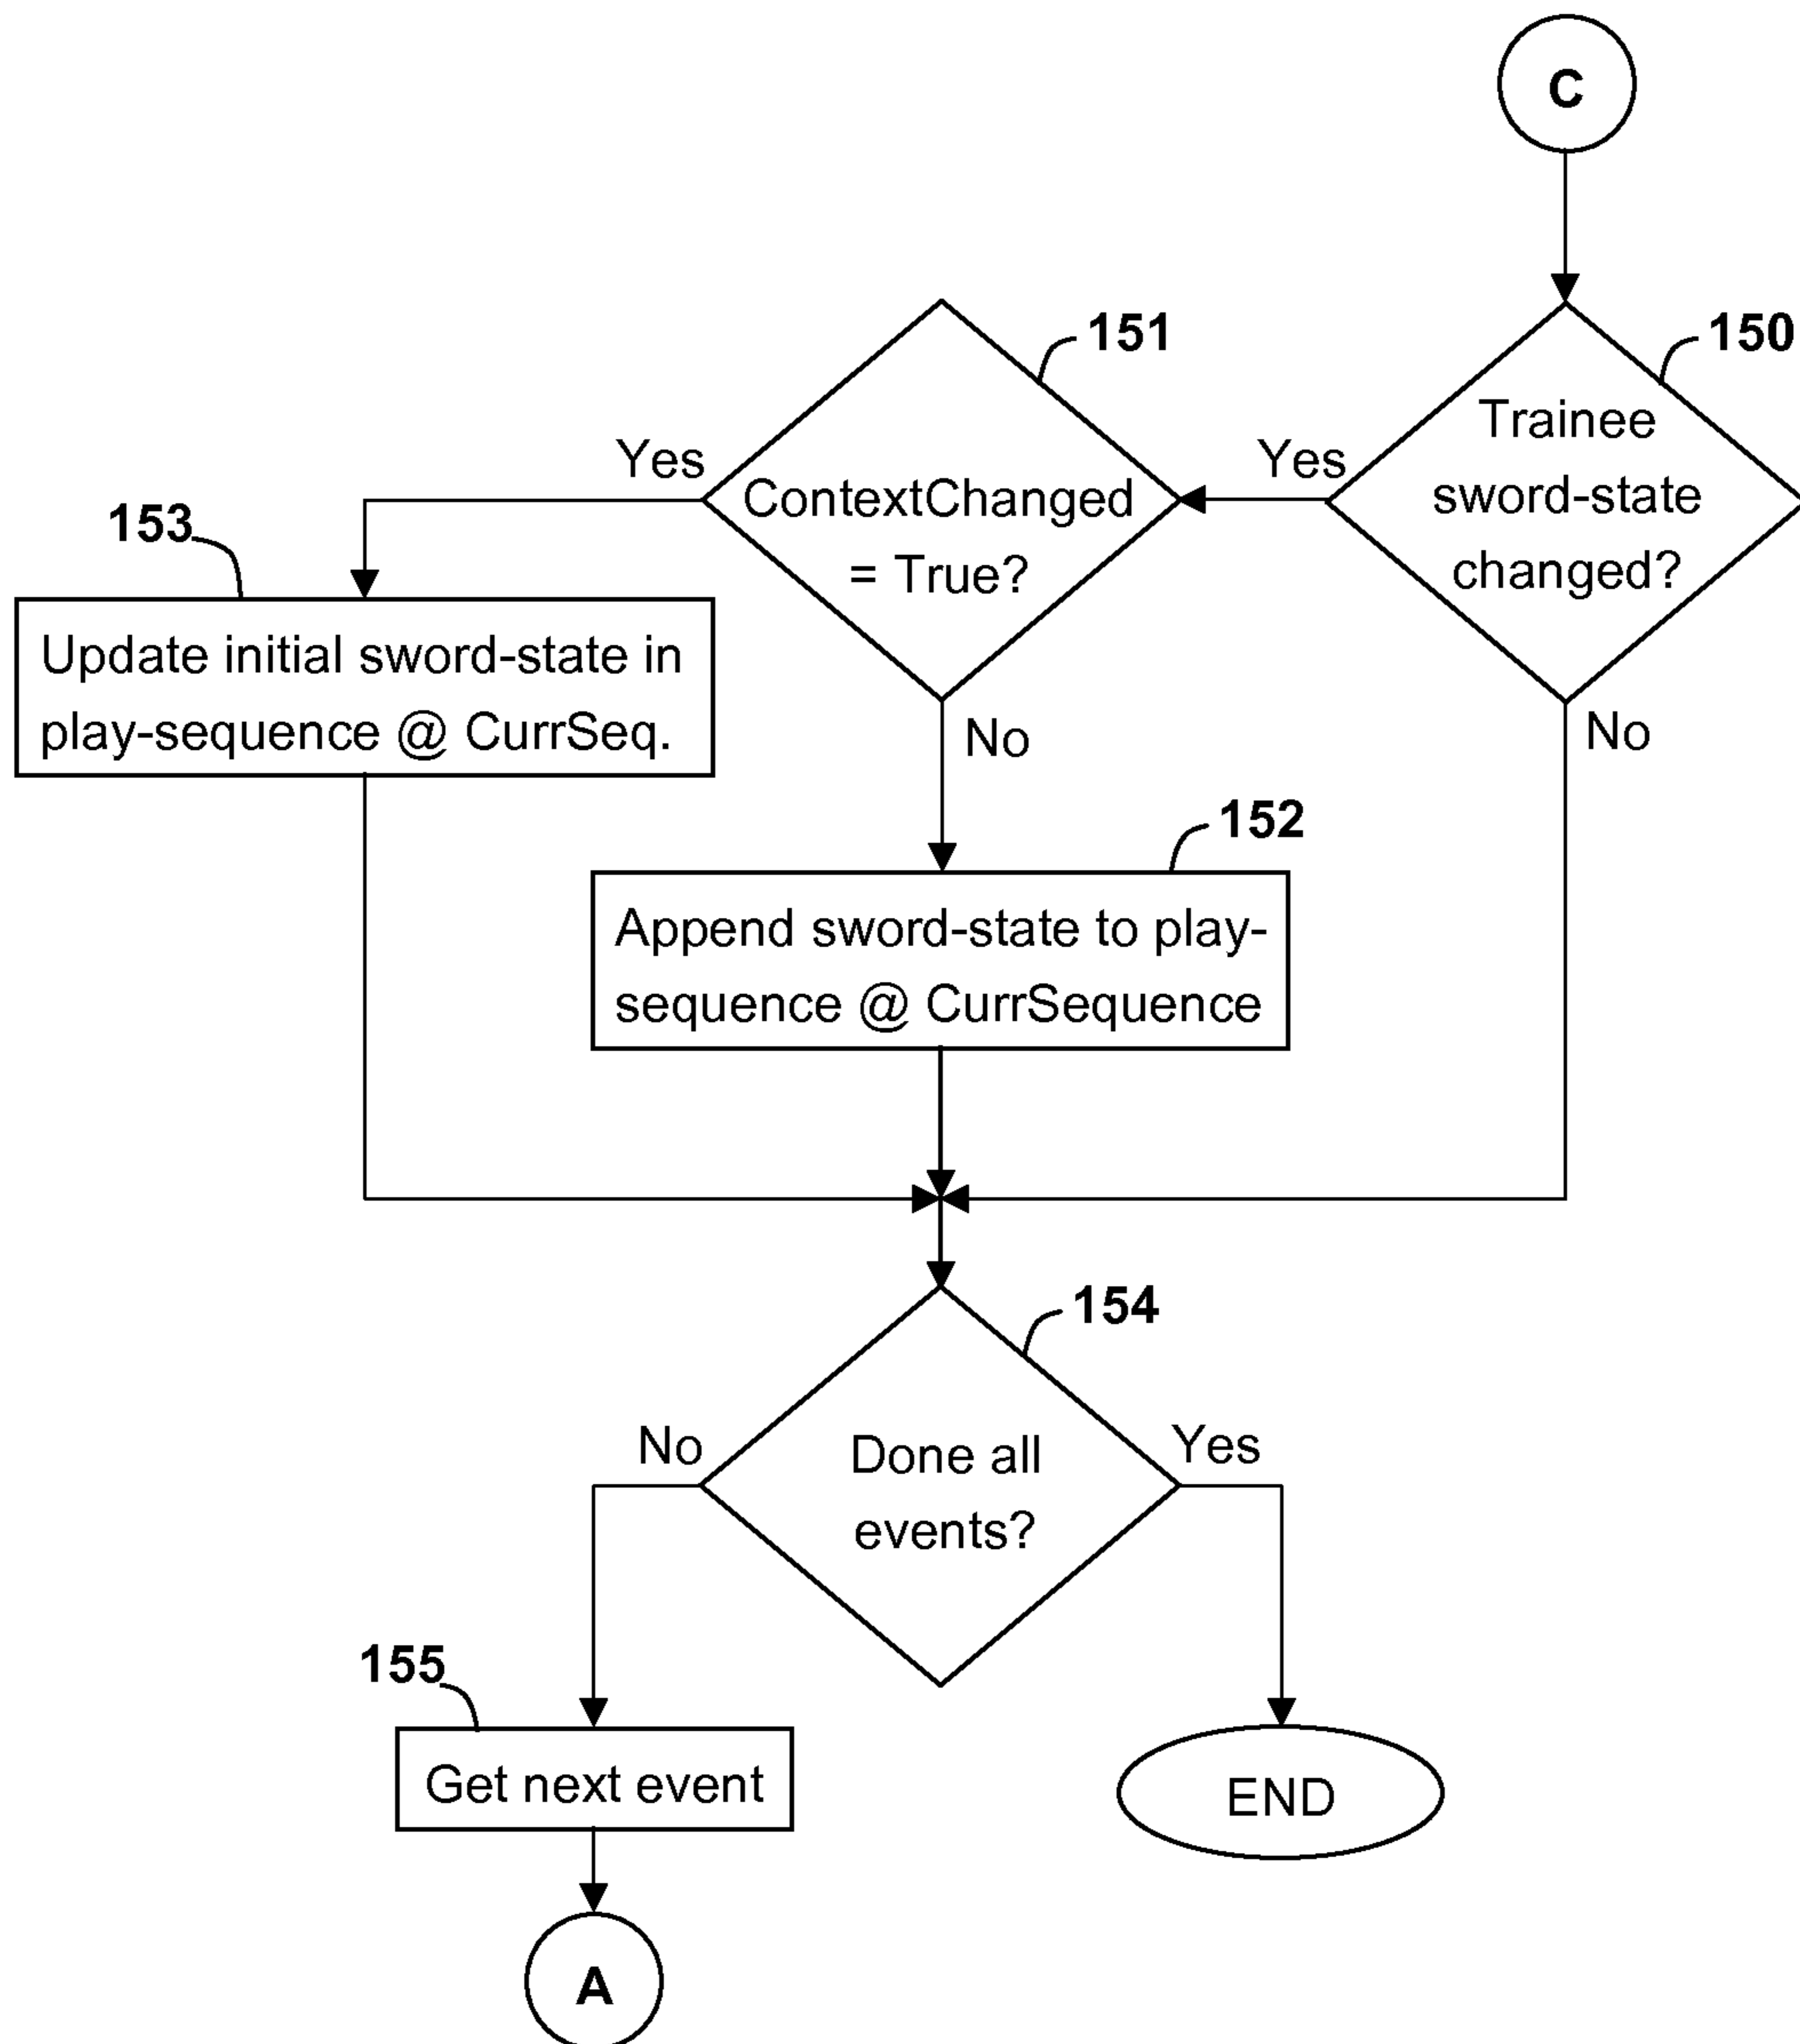 C
150
Trainee
sword-state
changed?
Yes
No
151
ContextChanged
= True?
Yes
No
153
Update initial sword-state in
play-sequence @ CurrSeq.
152
Append sword-state to play-
sequence @ CurrSequence
154
Done all
events?
No
Yes
155
Get next event
END
A